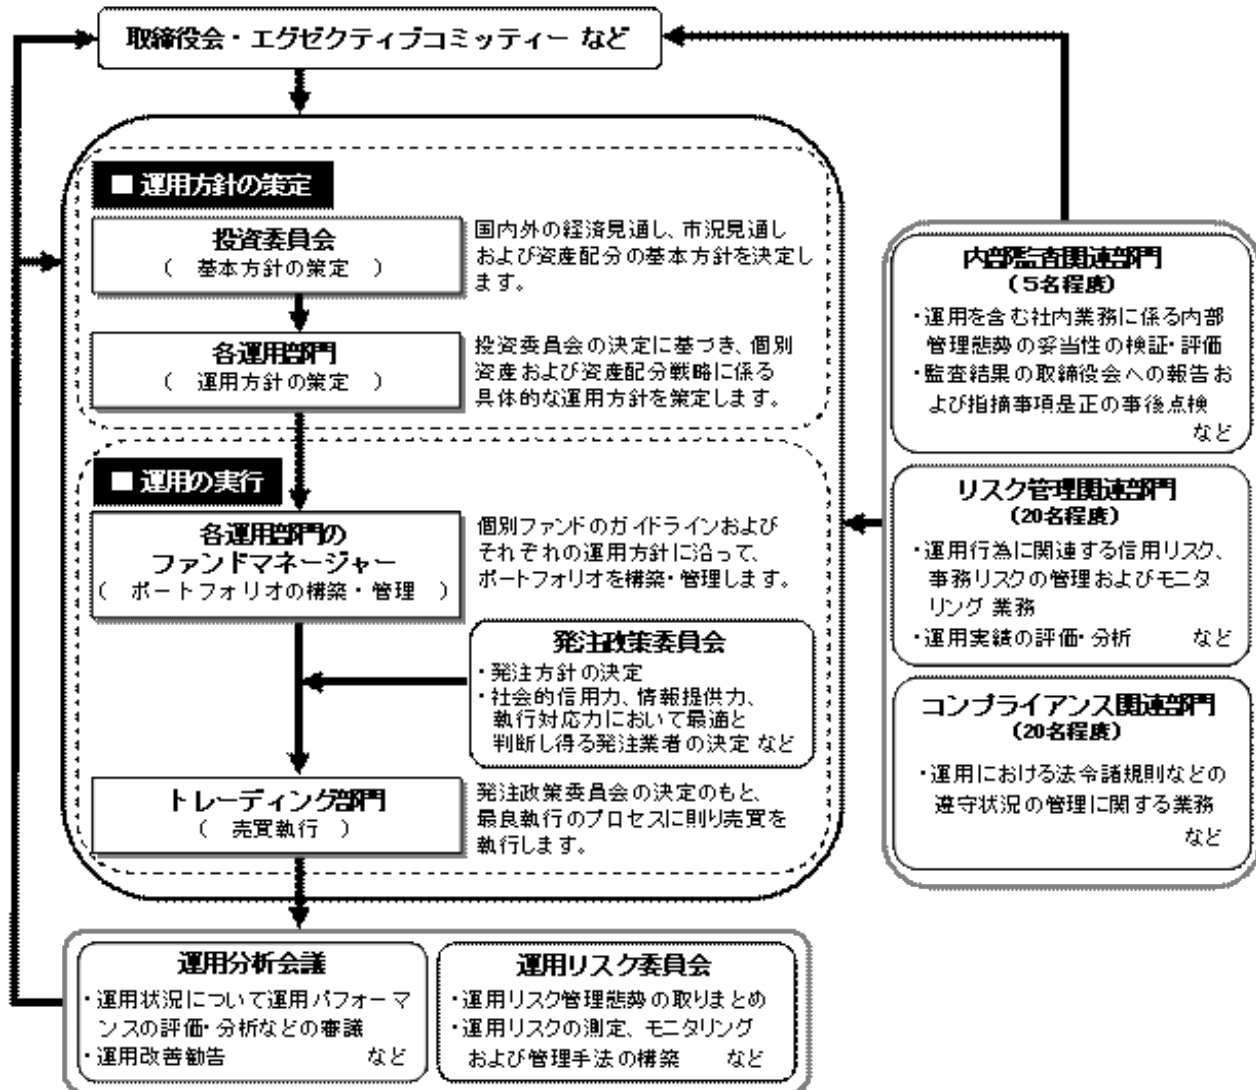 取締役会・エグゼクティブコミッティー など
■ 運用方針の策定
投資委員会
( 基本方針の策定 )
国内外の経済見通し、市況見通し
および資産配分の基本方針を決定し
ます。
各運用部門
( 運用方針の策定 )
投資委員会の決定に基づき、個別
資産および資産配分戦略に係る
具体的な運用方針を策定します。
■ 運用の実行
各運用部門の
ファンドマネージャー
( ポートフォリオの構築・管理 )
個別ファンドのガイドラインおよび
それぞれの運用方針に沿って、
ポートフォリオを構築・管理します。
発注政策委員会
・発注方針の決定
・社会的信用力、情報提供力、
執行対応力において最適と
判断し得る発注業者の決定 など
トレーディング部門
( 売買執行 )
発注政策委員会の決定のもと、
最良執行のプロセスに則り売買を
執行します。
運用分析会議
・運用状況について運用パフォーマ
ンスの評価・分析などの審議
・運用改善勧告 など
運用リスク委員会
・運用リスク管理態勢の取りまとめ
・運用リスクの測定、モニタリング
および管理手法の構築 など
内部監査関連部門
(5名程度)
・運用を含む社内業務に係る内部
管理態勢の妥当性の検証・評価
・監査結果の取締役会への報告お
よび指摘事項是正の事後点検
など
リスク管理関連部門
(20名程度)
・運用行為に関連する信用リスク、
事務リスクの管理およびモニタ
リング 業務
・運用実績の評価・分析 など
コンプライアンス関連部門
(20名程度)
・運用における法令諸規則などの
遵守状況の管理に関する業務
など